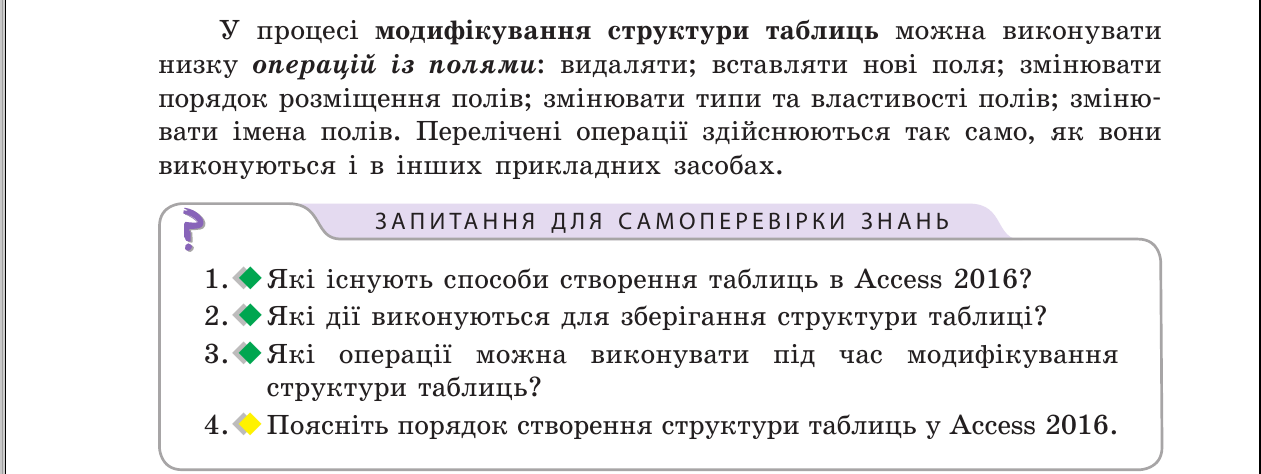 У процесі модифікування структури таблиць можна виконувати
низку операцій із полями: видаляти; вставляти нові поля; змінювати
порядок розміщення полів; змінювати типи та властивості полів; зміню-
вати імена полів. Перелічені операції здійснюються так само, як вони
виконуються і в інших прикладних засобах.
?
ЗАПИТАННЯ ДЛЯ САМОПЕРЕВІРКИ ЗНАНЬ
1. Які існують способи створення таблиць в Access 2016?
2. Які дії виконуються для зберігання структури таблиці?
3. Які операції можна виконувати під час модифікування
структури таблиць?
4. Поясніть порядок створення структури таблиць у Access 2016.